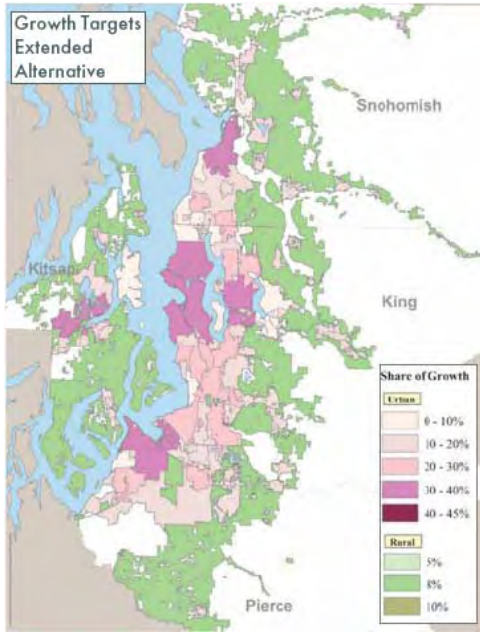 Growth Targets
Extended
Alternative
Snohomish
Kitsap
King
Share of Growth
Urban
0 - 10%
10 - 20%
20 - 30%
30 - 40%
40 - 45%
Rural
5%
8%
10%
Pierce